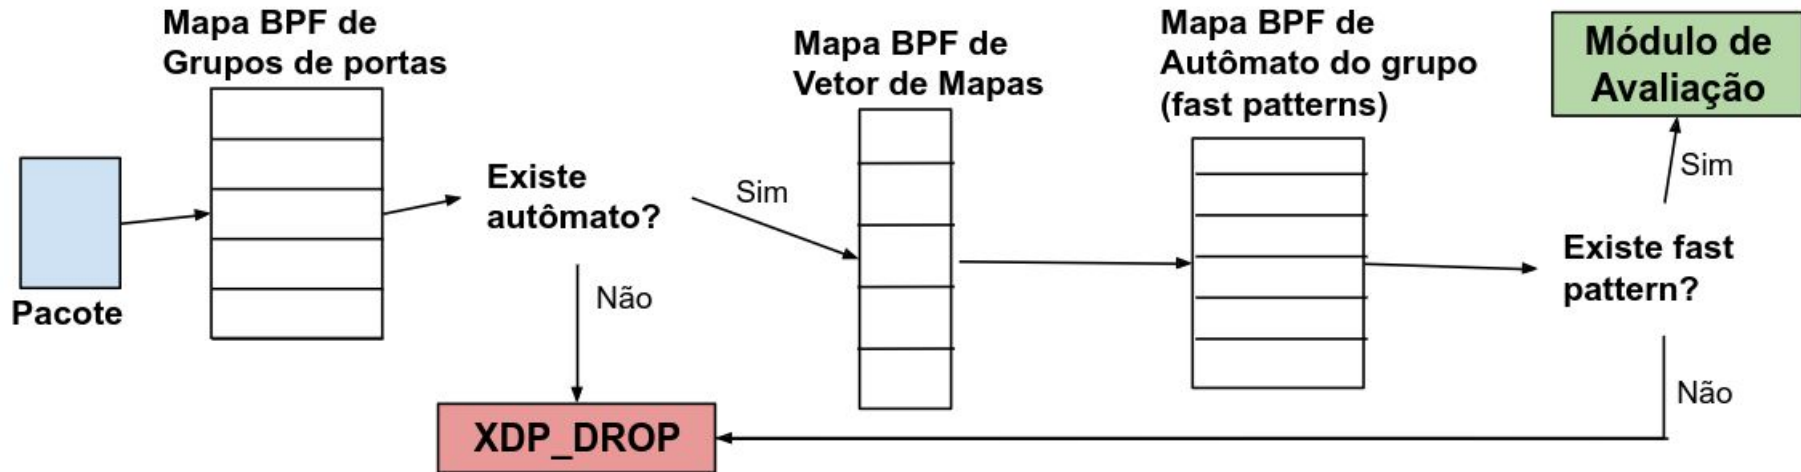 Mapa BPF de
Grupos de portas
Mapa BPF de
Vetor de Mapas
Mapa BPF de
Autômato do grupo
(fast patterns)
Módulo de
Avaliação
Pacote
Existe
autômato?
Sim
Não
Existe fast
pattern?
Sim
Não
XDP_DROP